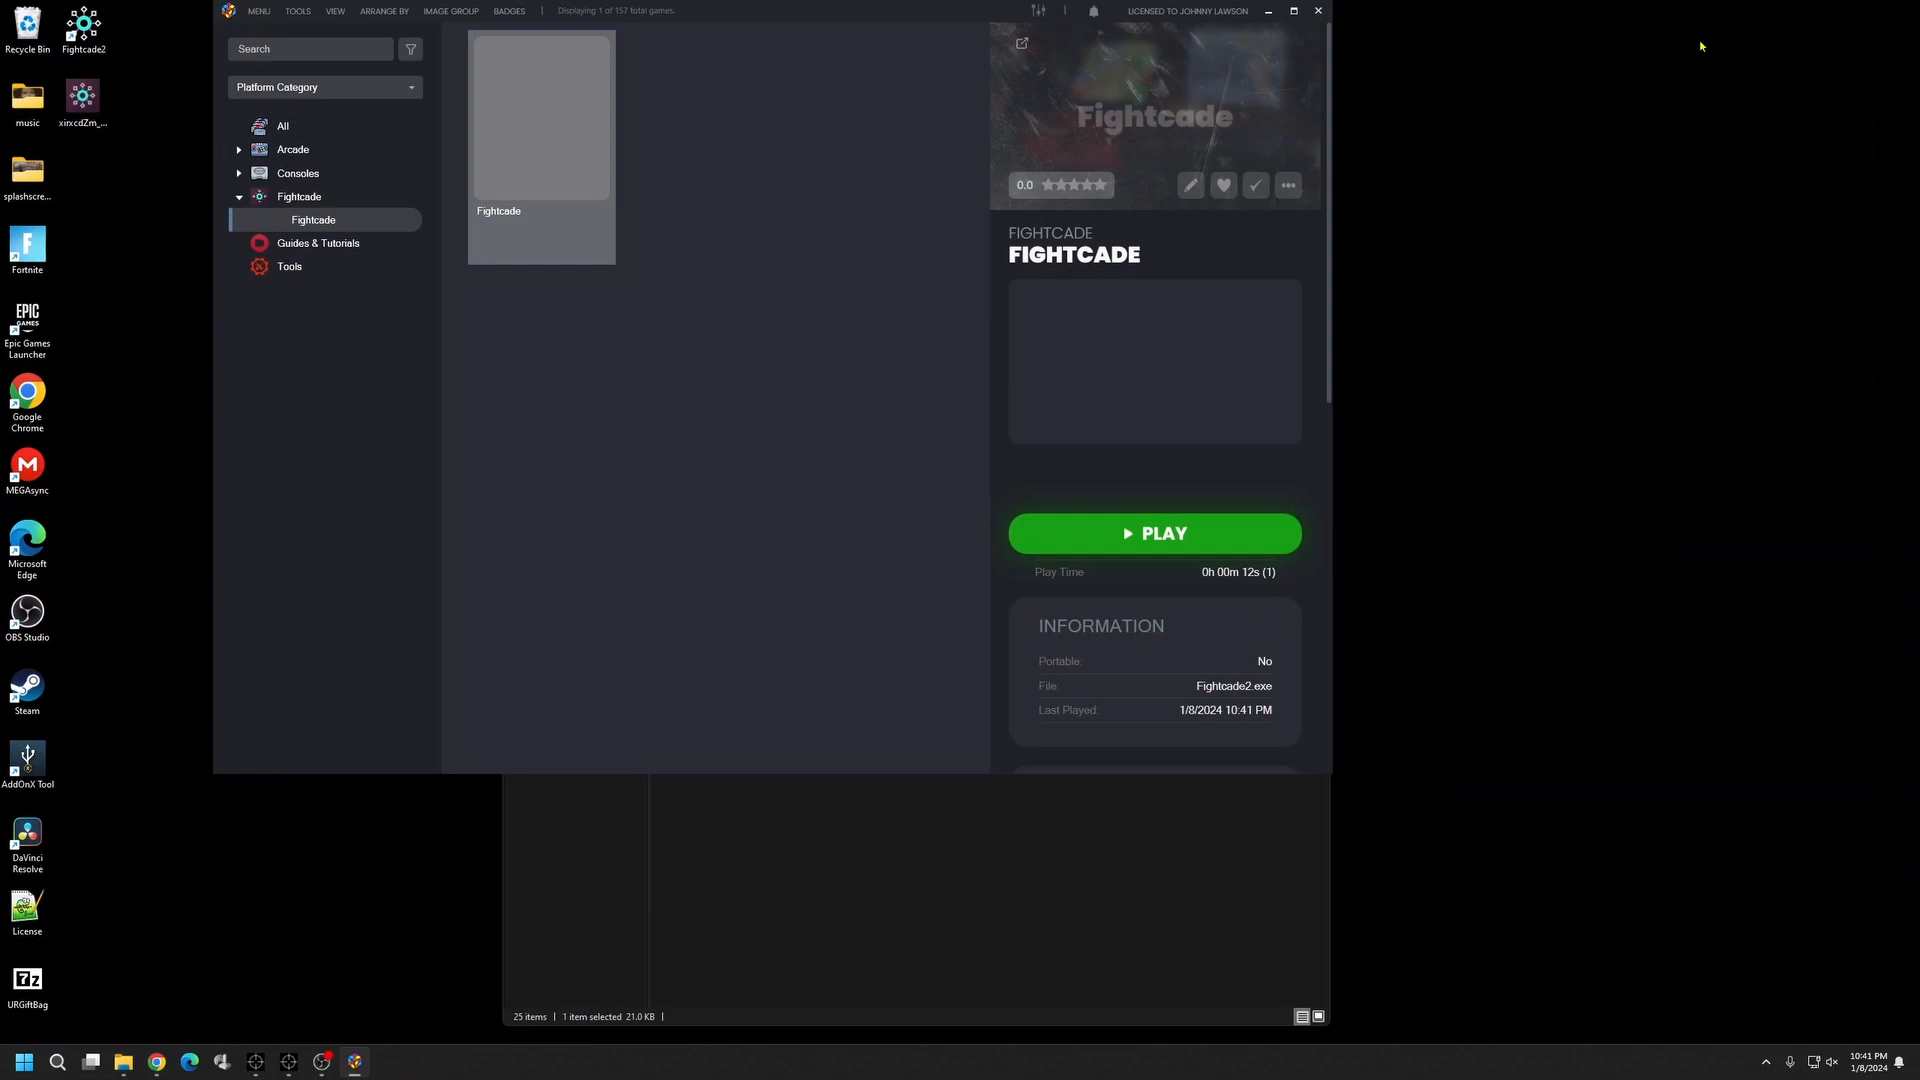 Recycle Bin
Fightcade2
music
xirxcdZm_...
splashscre...
Fortnite
EPIC
GAMES
Epic Games
Launcher
Google
Chrome
MEGAsync
Microsoft
Edge
OBS Studio
Steam
AddOnX Tool
DaVinci
Resolve
License
7z
URGiftBag
MENU
TOOLS
VIEW
ARRANGE BY
IMAGE GROUP
BADGES
Displaying 1 of 157 total games.
LICENSED TO JOHNNY LAWSON
Search
Platform Category
All
Arcade
Consoles
Fightcade
Fightcade
Guides & Tutorials
Tools
Fightcade
Fightcade
0.0
FIGHTCADE
FIGHTCADE
PLAY
Play Time
0h 00m 12s (1)
INFORMATION
Portable:
No
File:
Fightcade2.exe
Last Played:
1/8/2024 10:41 PM
25 items
1 item selected 21.0 KB
10:41 PM
1/8/2024